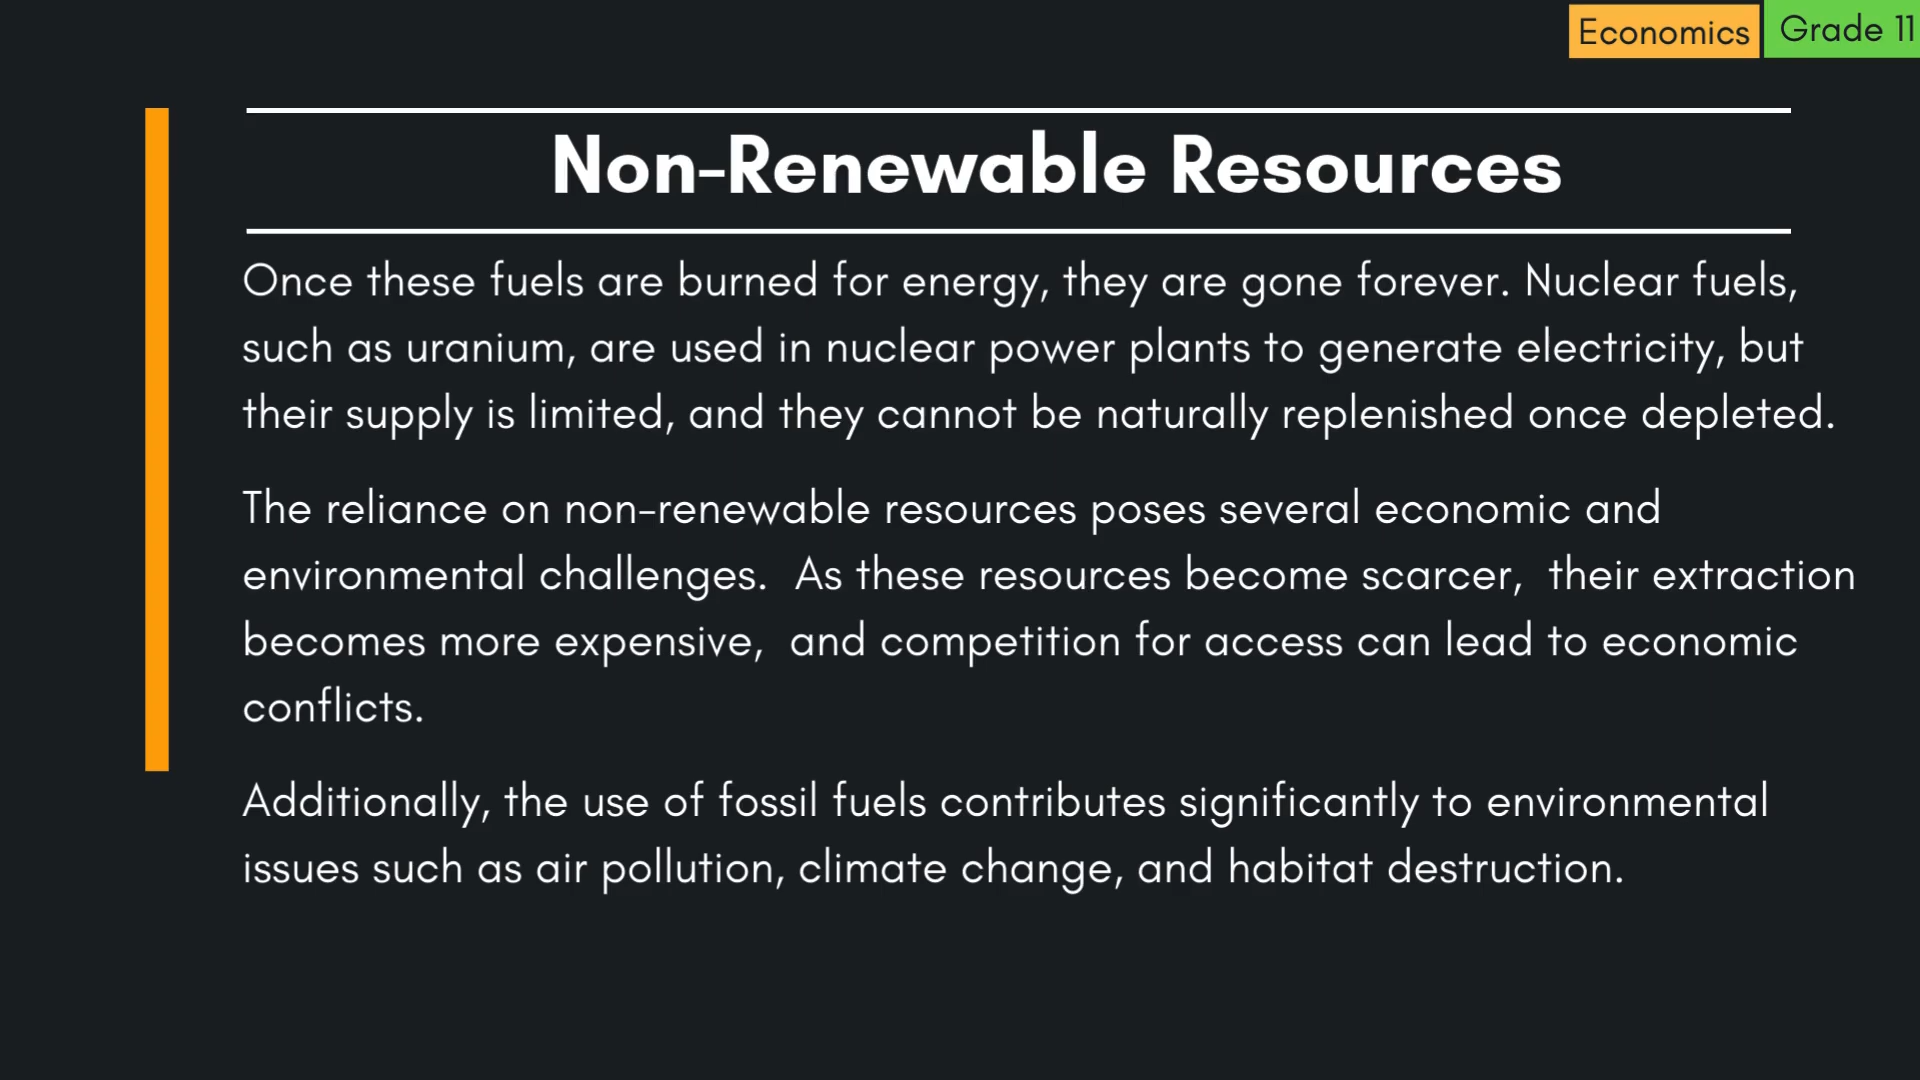 Economics
Grade 11
Non-Renewable Resources
Once these fuels are burned for energy, they are gone forever. Nuclear fuels,
such as uranium, are used in nuclear power plants to generate electricity, but
their supply is limited, and they cannot be naturally replenished once depleted.
The reliance on non-renewable resources poses several economic and
environmental challenges.  As these resources become scarcer,  their extraction
becomes more expensive,  and competition for access can lead to economic
conflicts.
Additionally, the use of fossil fuels contributes significantly to environmental
issues such as air pollution, climate change, and habitat destruction.